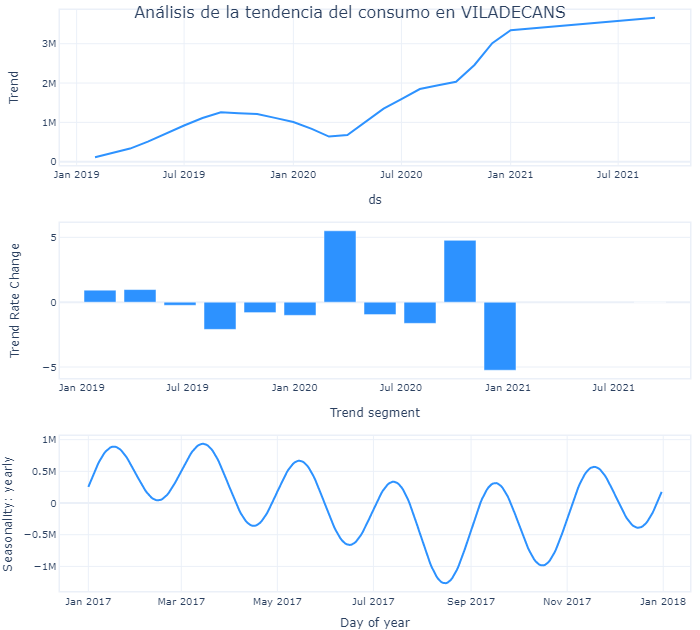 Análisis de la tendencia del consumo en VILADECANS
Trend
3M
2M
1M
0
Jan 2019
Jul 2019
Jan 2020
Jul 2020
Jan 2021
Jul 2021
ds
Trend Rate Change
5
0
−5
Jan 2019
Jul 2019
Jan 2020
Jul 2020
Jan 2021
Jul 2021
Trend segment
Seasonality: yearly
1M
0.5M
0
−0.5M
−1M
Jan 2017
Mar 2017
May 2017
Jul 2017
Sep 2017
Nov 2017
Jan 2018
Day of year